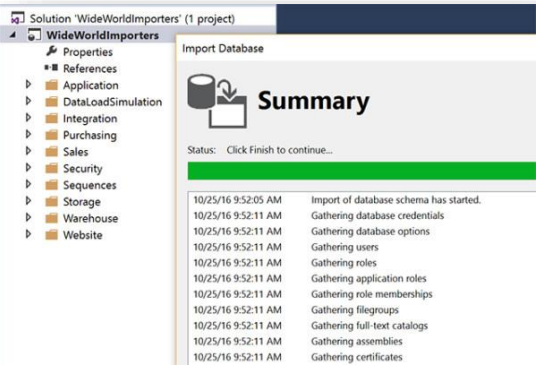 Solution 'WideWorldImporters' (1 project)
WideWorldImporters
Properties
References
Application
DataLoadSimulation
Integration
Purchasing
Sales
Security
Sequences
Storage
Warehouse
Website
Import Database
Summary
Status: Click Finish to continue...
10/25/16 9:52:05 AM Import of database schema has started.
10/25/16 9:52:11 AM Gathering database credentials
10/25/16 9:52:11 AM Gathering database options
10/25/16 9:52:11 AM Gathering users
10/25/16 9:52:11 AM Gathering roles
10/25/16 9:52:11 AM Gathering application roles
10/25/16 9:52:11 AM Gathering role memberships
10/25/16 9:52:11 AM Gathering filegroups
10/25/16 9:52:11 AM Gathering full-text catalogs
10/25/16 9:52:11 AM Gathering assemblies
10/25/16 9:52:11 AM Gathering certificates